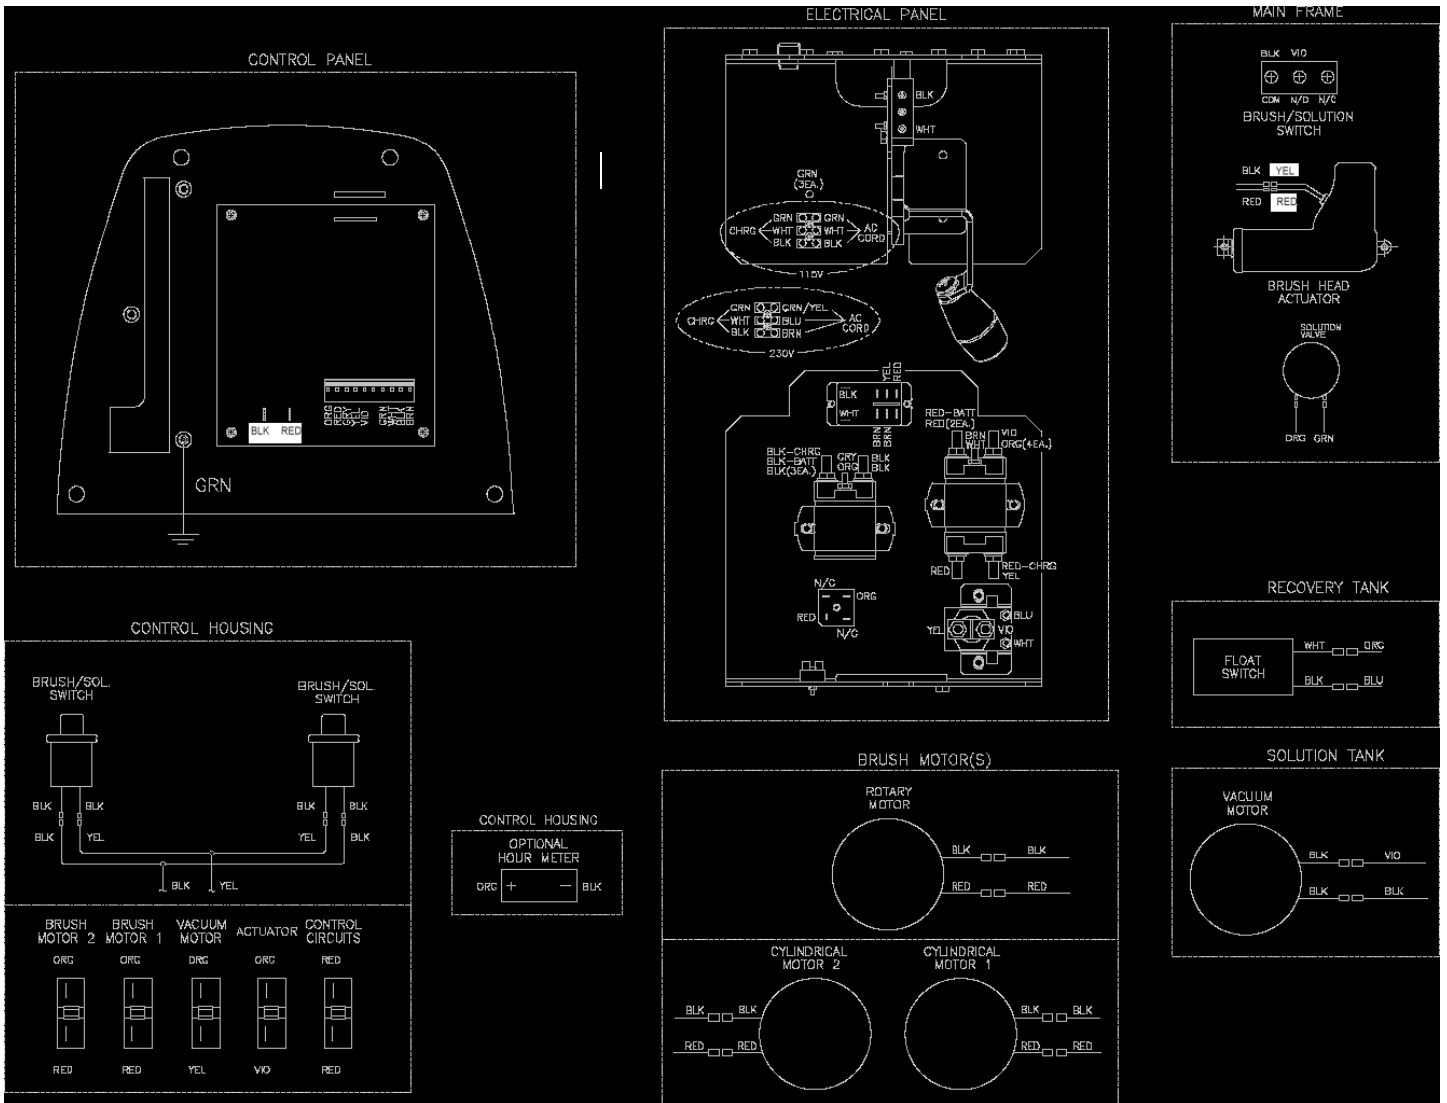 CONTROL PANEL
BLK RED
ORG
RED
GRY
YEL
VIO
GRN
WHT
BLK
BRN
GRN
ELECTRICAL PANEL
BLK
WHT
GRN
(3EA.)
CHRG
GRN GRN
WHT WHT
BLK BLK
AC
CORD
115V
CHRG
GRN GRN/YEL
WHT BLU
BLK BRN
AC
CORD
230V
YEL
RED
BLK
WHT
BRN
BRN
RED-BATT
RED(2EA.)
BRN
WHT
VIO
ORG(4EA.)
BLK-CHRG
BLK-BATT
BLK(3EA.)
GRY
ORG
BLK
BLK
RED
RED-CHRG
YEL
N/C
ORG
RED
N/C
BLU
YEL VIO
WHT
MAIN FRAME
BLK VIO
COM N/O N/C
BRUSH/SOLUTION
SWITCH
BLK YEL
RED RED
BRUSH HEAD
ACTUATOR
SOLUTION
VALVE
ORG GRN
RECOVERY TANK
FLOAT
SWITCH
WHT ORG
BLK BLU
SOLUTION TANK
VACUUM
MOTOR
BLK VIO
BLK BLK
CONTROL HOUSING
BRUSH/SOL.
SWITCH
BRUSH/SOL.
SWITCH
BLK BLK BLK BLK
BLK YEL YEL BLK
BLK YEL
BRUSH
MOTOR 2
BRUSH
MOTOR 1
VACUUM
MOTOR
ACTUATOR
CONTROL
CIRCUITS
ORG ORG ORG ORG RED
RED RED YEL VIO RED
CONTROL HOUSING
OPTIONAL
HOUR METER
ORG + - BLK
BRUSH MOTOR(S)
ROTARY
MOTOR
BLK BLK
RED RED
CYLINDRICAL
MOTOR 2
BLK BLK
RED RED
CYLINDRICAL
MOTOR 1
BLK BLK
RED RED